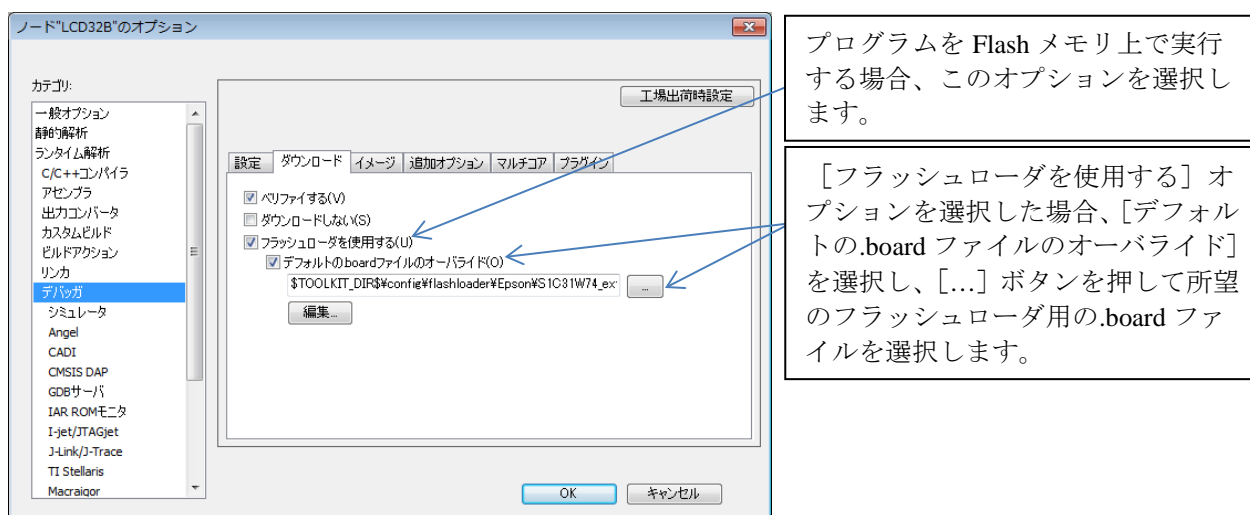 ノード"LCD32B"のオプション
カテゴリ:
一般オプション
静的解析
ランタイム解析
C/C++コンパイラ
アセンブラ
出力コンバータ
カスタムビルド
ビルドアクション
リンカ
デバッガ
シミュレータ
Angel
CADI
CMSIS DAP
GDBサーバ
IAR ROMモニタ
I-jet/JTAGjet
J-Link/J-Trace
TI Stellaris
Macraigor
工場出荷時設定
設定 ダウンロード イメージ 追加オプション マルチコア プラグイン
ベリファイする(V)
ダウンロードしない(S)
フラッシュローダを使用する(U)
デフォルトの.boardファイルのオーバライド(O)
$TOOLKIT_DIR$¥config¥flashloader¥Epson¥S1C31W74_ex
...
編集...
OK キャンセル
プログラムを Flash メモリ上で実行
する場合、このオプションを選択し
ます。
［フラッシュローダを使用する］オ
プションを選択した場合、［デフォル
トの.board ファイルのオーバライド］
を選択し、［…］ボタンを押して所望
のフラッシュローダ用の.board ファ
イルを選択します。